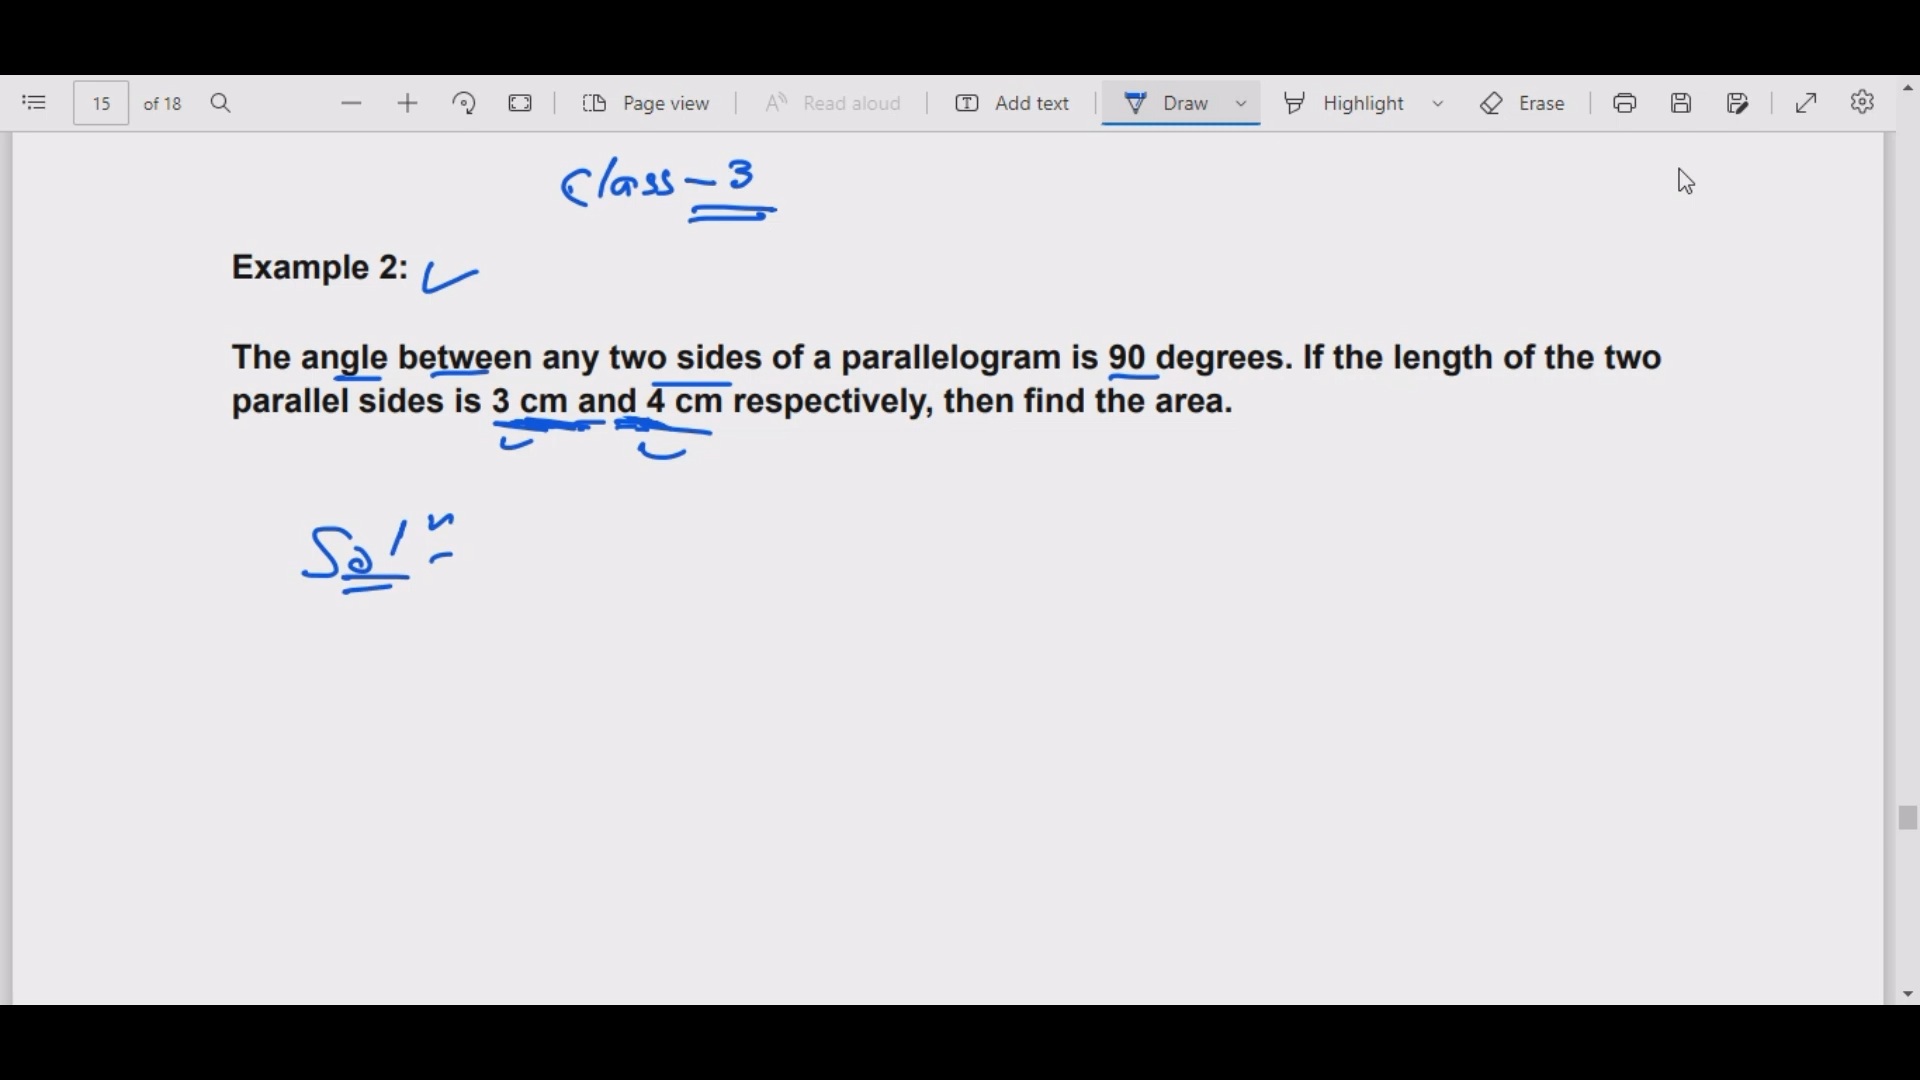 15 of 18 Page view Read aloud Add text Draw Highlight Erase
Class - 3
Example 2:
The angle between any two sides of a parallelogram is 90 degrees. If the length of the two
parallel sides is 3 cm and 4 cm respectively, then find the area.
Solⁿ